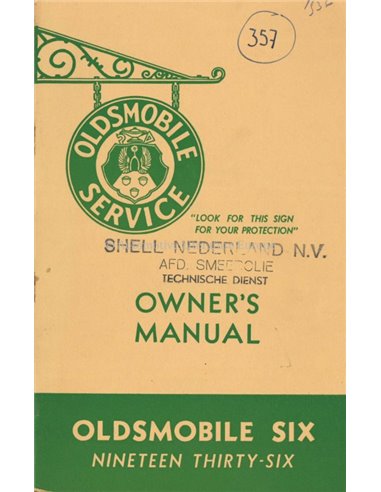 357
OLDSMOBILE
SERVICE
"LOOK FOR THIS SIGN
FOR YOUR PROTECTION"
SHELL NEDERLAND N.V.
AFD. SMEEROLIE
TECHNISCHE DIENST
OWNER'S
MANUAL
OLDSMOBILE SIX
NINETEEN THIRTY-SIX